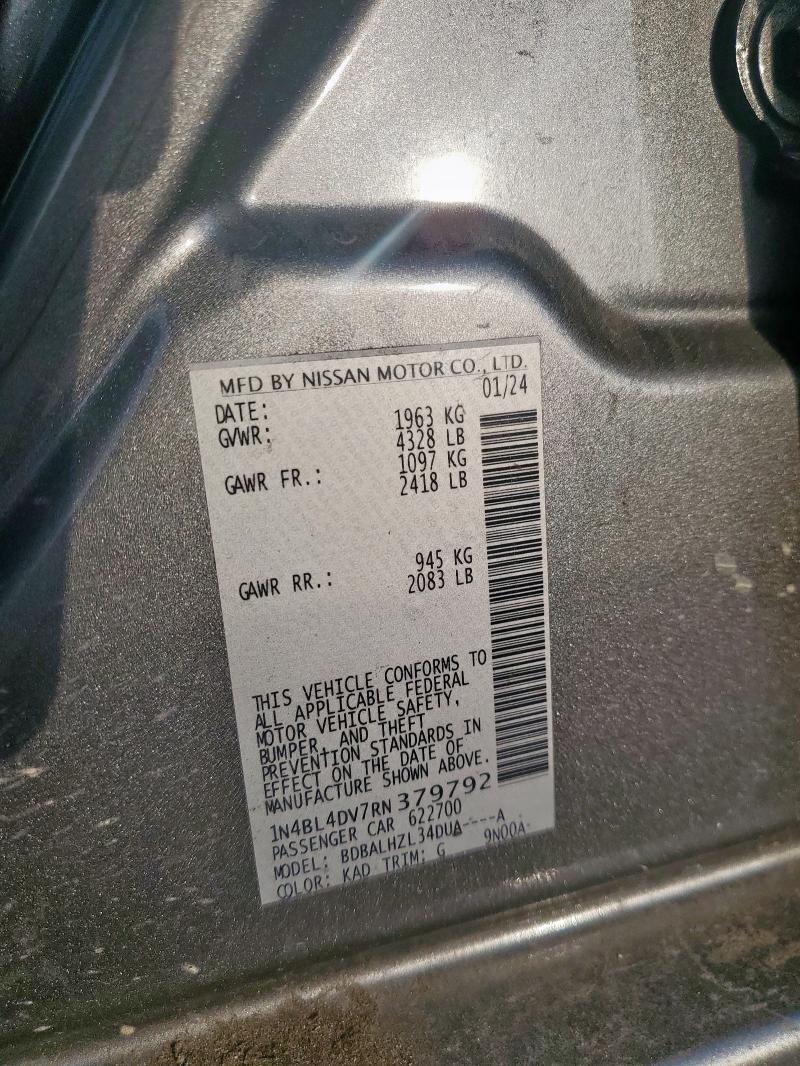 MFD BY NISSAN MOTOR CO., LTD.
DATE: 01/24
GVWR: 1963 KG
4328 LB
GAWR FR.: 1097 KG
2418 LB
GAWR RR.: 945 KG
2083 LB
THIS VEHICLE CONFORMS TO
ALL APPLICABLE FEDERAL
MOTOR VEHICLE SAFETY,
BUMPER, AND THEFT
PREVENTION STANDARDS IN
EFFECT ON THE DATE OF
MANUFACTURE SHOWN ABOVE.
1N4BL4DV7RN379792
PASSENGER CAR 622700
MODEL: BDBALHZL34DUA----A
COLOR: KAD TRIM: G 9N00A-